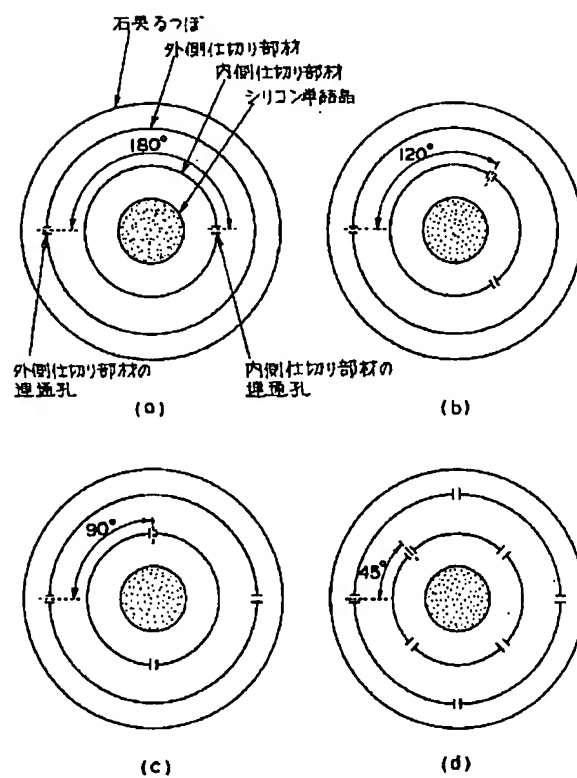 石英るつぼ
外側仕切り部材
内側仕切り部材
シリコン単結晶
180°
120°
外側仕切り部材の
連通孔
内側仕切り部材の
連通孔
(a)
(b)
90°
45°
(c)
(d)